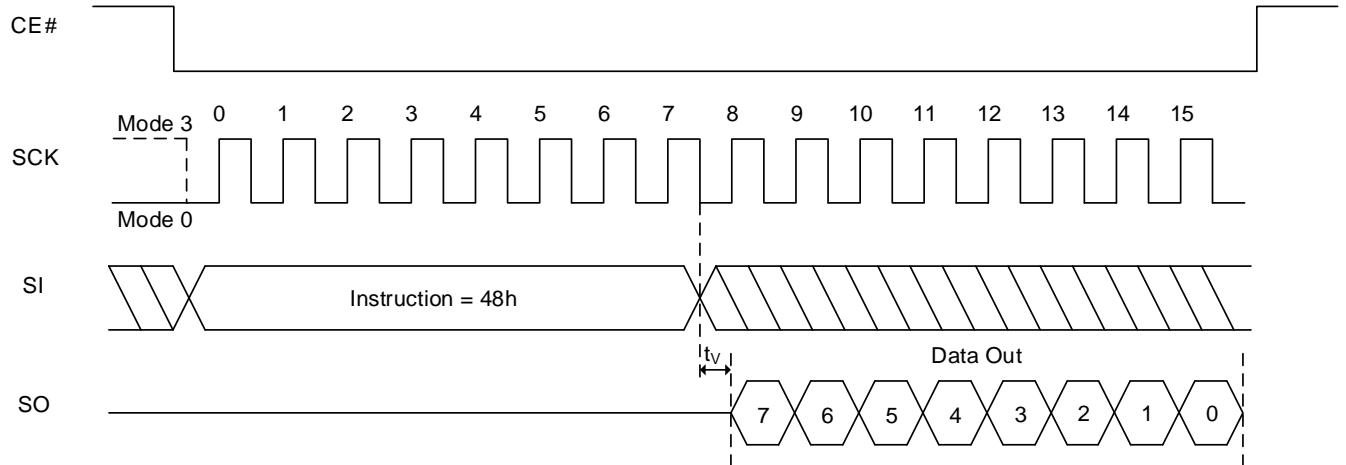 CE#
0 1 2 3 4 5 6 7 8 9 10 11 12 13 14 15
Mode 3
SCK
Mode 0
SI
Instruction = 48h
tV
Data Out
SO
7 6 5 4 3 2 1 0